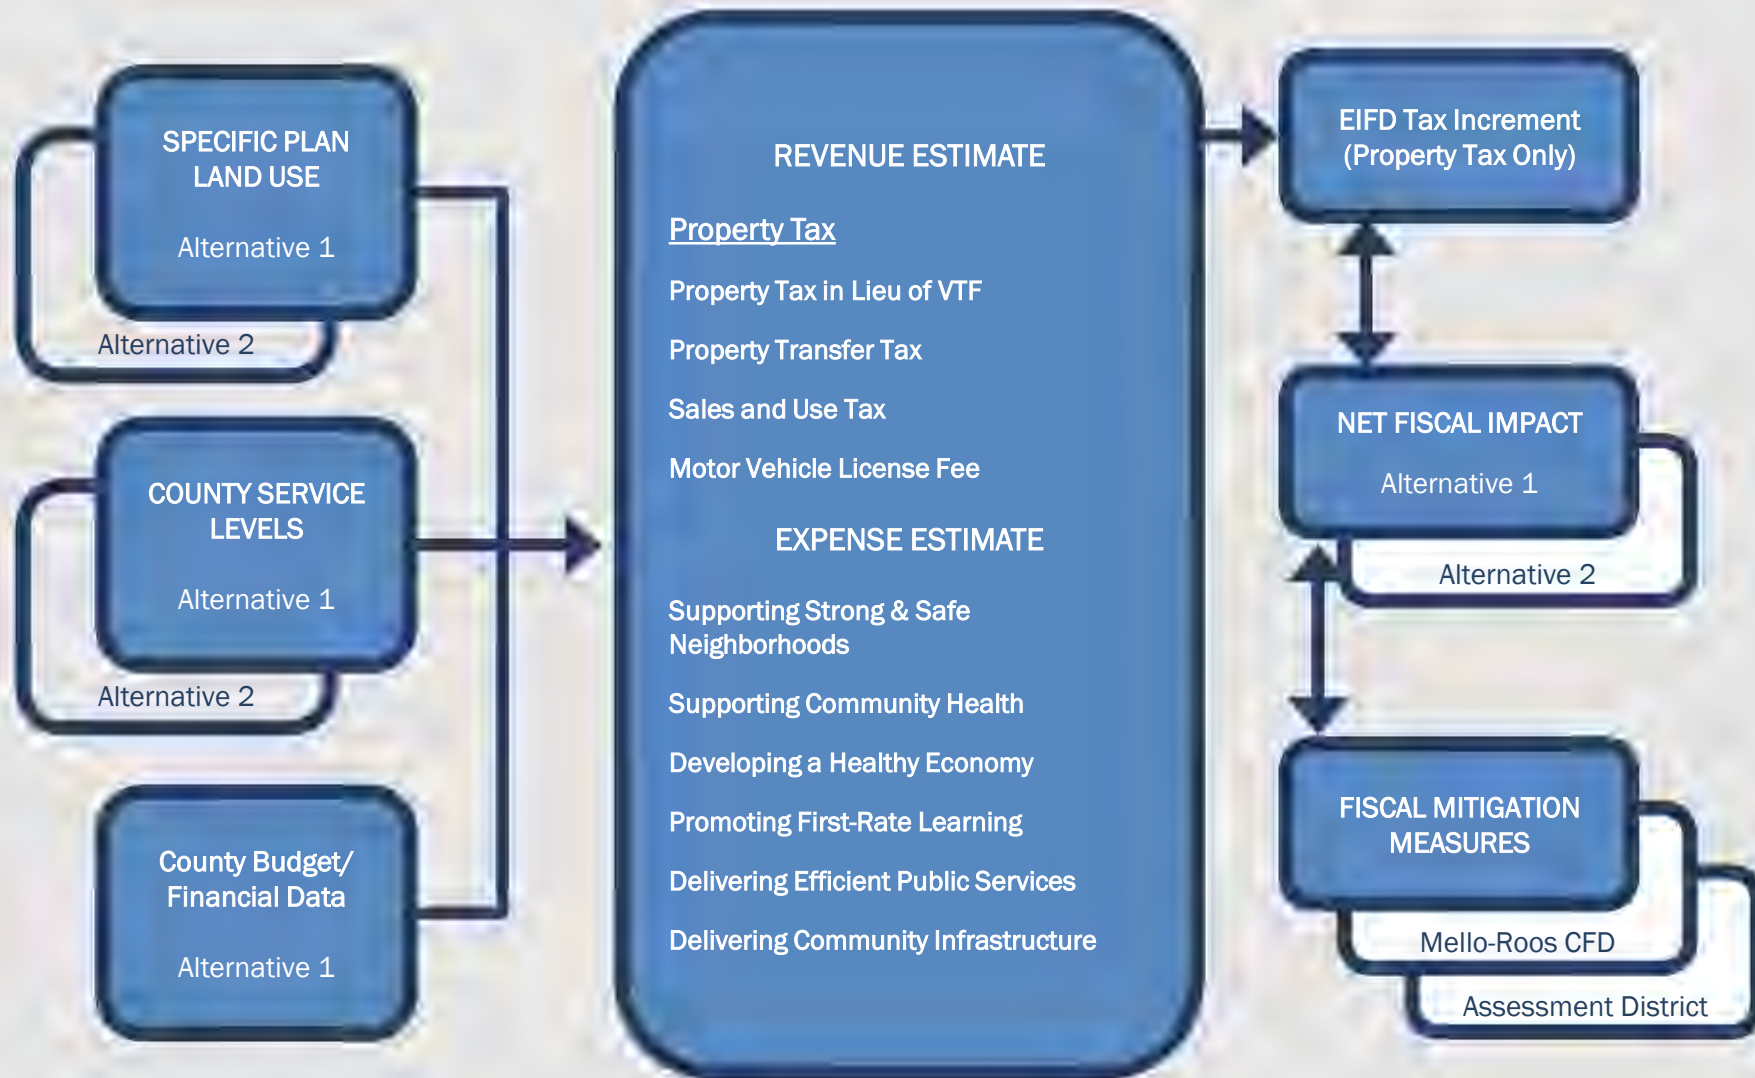 SPECIFIC PLAN
LAND USE
Alternative 1
Alternative 2
COUNTY SERVICE
LEVELS
Alternative 1
Alternative 2
County Budget/
Financial Data
Alternative 1
REVENUE ESTIMATE
Property Tax
Property Tax in Lieu of VTF
Property Transfer Tax
Sales and Use Tax
Motor Vehicle License Fee
EXPENSE ESTIMATE
Supporting Strong & Safe
Neighborhoods
Supporting Community Health
Developing a Healthy Economy
Promoting First-Rate Learning
Delivering Efficient Public Services
Delivering Community Infrastructure
EIFD Tax Increment
(Property Tax Only)
NET FISCAL IMPACT
Alternative 1
Alternative 2
FISCAL MITIGATION
MEASURES
Mello-Roos CFD
Assessment District